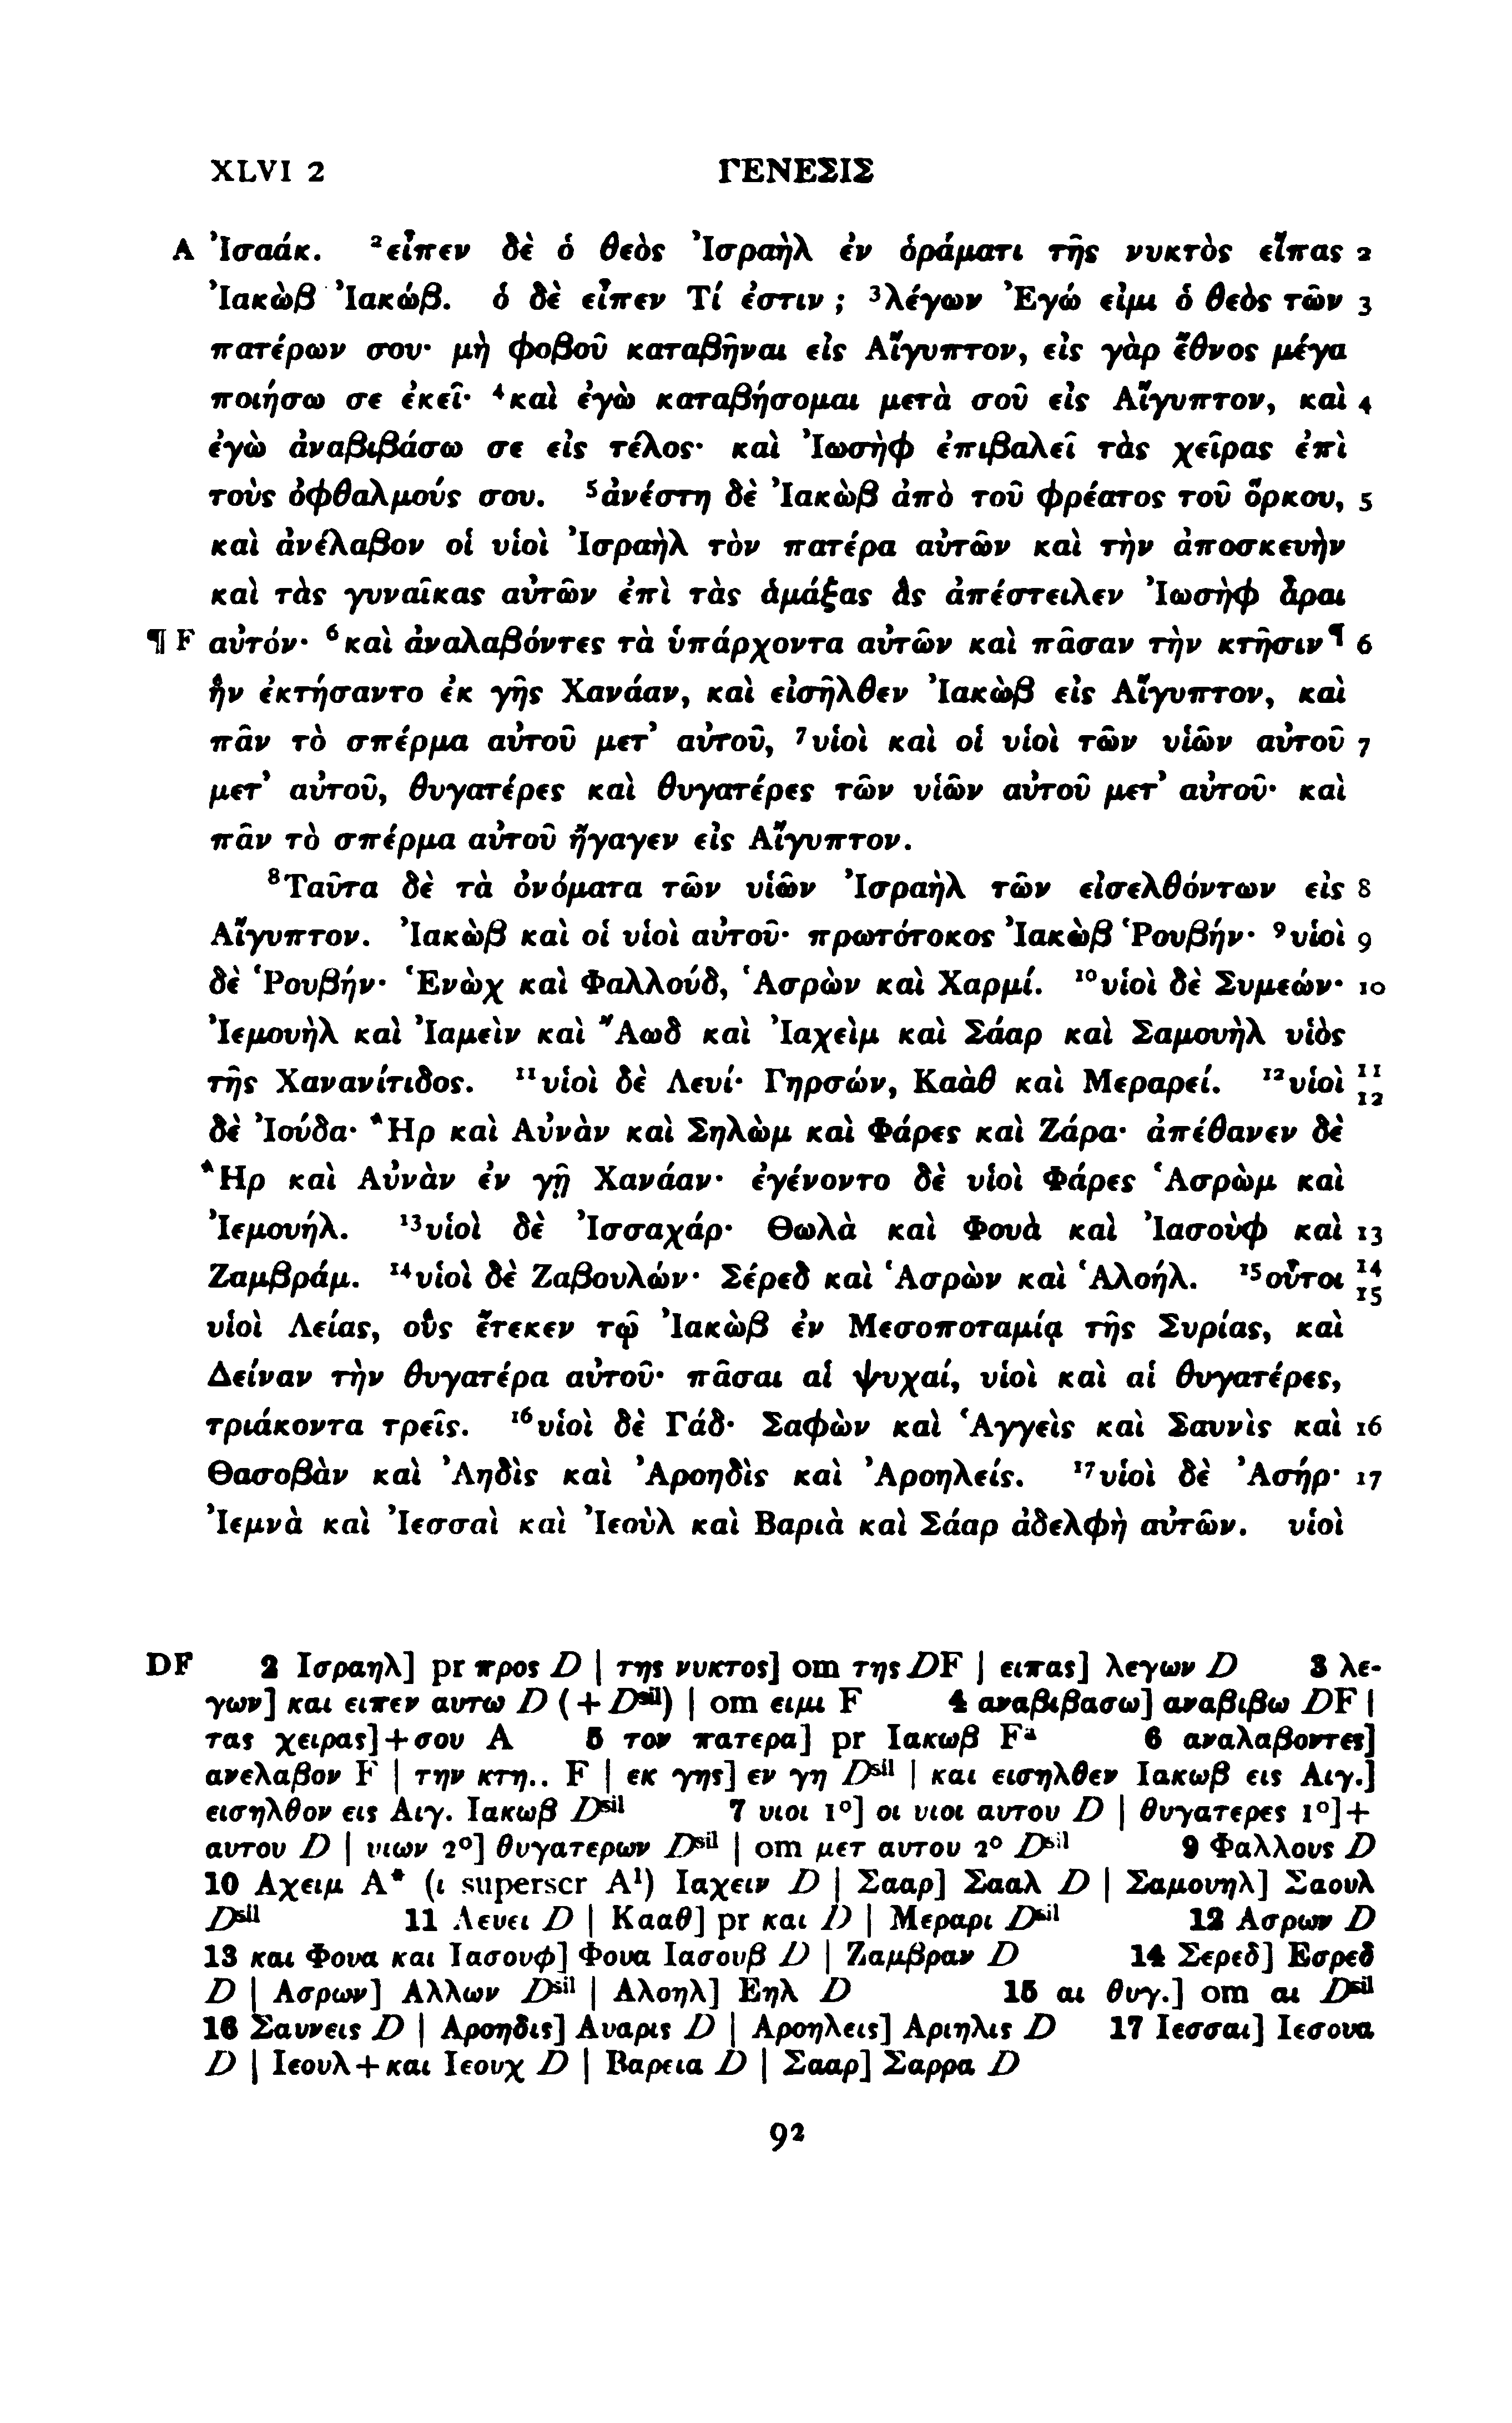 XLVI 2 ΓΕΝΕΣΙΣ
A Ἰσαάκ. ²εἶπεν δὲ ὁ θεὸς Ἰσραὴλ ἐν ὁράματι τῆς νυκτὸς εἴπας 2
Ἰακὼβ Ἰακώβ. ὁ δὲ εἶπεν Τί ἐστιν ; ³λέγων Ἐγώ εἰμι ὁ θεὸς τῶν 3
πατέρων σου· μὴ φοβοῦ καταβῆναι εἰς Αἴγυπτον, εἰς γὰρ ἔθνος μέγα
ποιήσω σε ἐκεῖ· ⁴καὶ ἐγὼ καταβήσομαι μετὰ σοῦ εἰς Αἴγυπτον, καὶ 4
ἐγὼ ἀναβιβάσω σε εἰς τέλος· καὶ Ἰωσὴφ ἐπιβαλεῖ τὰς χεῖρας ἐπὶ
τοὺς ὀφθαλμούς σου. ⁵ἀνέστη δὲ Ἰακὼβ ἀπὸ τοῦ φρέατος τοῦ ὅρκου, 5
καὶ ἀνέλαβον οἱ υἱοὶ Ἰσραὴλ τὸν πατέρα αὐτῶν καὶ τὴν ἀποσκευὴν
καὶ τὰς γυναῖκας αὐτῶν ἐπὶ τὰς ἁμάξας ἃς ἀπέστειλεν Ἰωσὴφ ἆραι
¶ F αὐτόν· ⁶καὶ ἀναλαβόντες τὰ ὑπάρχοντα αὐτῶν καὶ πᾶσαν τὴν κτῆσιν¶ 6
ἣν ἐκτήσαντο ἐκ γῆς Χανάαν, καὶ εἰσῆλθεν Ἰακὼβ εἰς Αἴγυπτον, καὶ
πᾶν τὸ σπέρμα αὐτοῦ μετ’ αὐτοῦ, ⁷υἱοὶ καὶ οἱ υἱοὶ τῶν υἱῶν αὐτοῦ 7
μετ’ αὐτοῦ, θυγατέρες καὶ θυγατέρες τῶν υἱῶν αὐτοῦ μετ’ αὐτοῦ· καὶ
πᾶν τὸ σπέρμα αὐτοῦ ἤγαγεν εἰς Αἴγυπτον.
⁸Ταῦτα δὲ τὰ ὀνόματα τῶν υἱῶν Ἰσραὴλ τῶν εἰσελθόντων εἰς 8
Αἴγυπτον. Ἰακὼβ καὶ οἱ υἱοὶ αὐτοῦ· πρωτότοκος Ἰακὼβ Ῥουβήν· ⁹υἱοὶ 9
δὲ Ῥουβήν· Ἑνὼχ καὶ Φαλλούδ, Ἁσρὼν καὶ Χαρμί. ¹⁰υἱοὶ δὲ Συμεών· 10
Ἰεμουὴλ καὶ Ἰαμεὶν καὶ Ἄωδ καὶ Ἰαχεὶμ καὶ Σάαρ καὶ Σαμουὴλ υἱὸς
τῆς Χανανίτιδος. ¹¹υἱοὶ δὲ Λευί· Γηρσών, Καὰθ καὶ Μεραρεί. ¹²υἱοὶ 11 12
δὲ Ἰούδα· Ἢρ καὶ Αὐνὰν καὶ Σηλὼμ καὶ Φάρες καὶ Ζάρα· ἀπέθανεν δὲ
Ἢρ καὶ Αὐνὰν ἐν γῇ Χανάαν· ἐγένοντο δὲ υἱοὶ Φάρες Ἁσρὼμ καὶ
Ἰεμουήλ. ¹³υἱοὶ δὲ Ἰσσαχάρ· Θωλὰ καὶ Φουὰ καὶ Ἰασοὺφ καὶ 13
Ζαμβράμ. ¹⁴υἱοὶ δὲ Ζαβουλών· Σέρεδ καὶ Ἁσρὼν καὶ Ἁλοήλ. ¹⁵οὗτοι 14 15
υἱοὶ Λείας, οὓς ἔτεκεν τῷ Ἰακὼβ ἐν Μεσοποταμίᾳ τῆς Συρίας, καὶ
Δείναν τὴν θυγατέρα αὐτοῦ· πᾶσαι αἱ ψυχαί, υἱοὶ καὶ αἱ θυγατέρες,
τριάκοντα τρεῖς. ¹⁶υἱοὶ δὲ Γάδ· Σαφὼν καὶ Ἁγγεὶς καὶ Σαυνὶς καὶ 16
Θασοβὰν καὶ Ἀηδὶς καὶ Ἀροηδὶς καὶ Ἀροηλείς. ¹⁷υἱοὶ δὲ Ἀσήρ· 17
Ἰεμνὰ καὶ Ἰεσσαὶ καὶ Ἰεοὺλ καὶ Βαριὰ καὶ Σάαρ ἀδελφὴ αὐτῶν. υἱοὶ
DF 2 Ισραηλ] pr προς D | της νυκτος] om της DF | ειπας] λεγων D 3 λε-
γων] και ειπεν αυτω D (+Dsil) | om ειμι F 4 αναβιβασω] αναβιβω DF |
τας χειρας]+σου A 5 τον πατερα] pr Ιακωβ Fa 6 αναλαβοντες]
ανελαβον F | την κτη.. F | εκ γης] εν γη Dsil | και εισηλθεν Ιακωβ εις Αιγ.]
εισηλθον εις Αιγ. Ιακωβ Dsil 7 υιοι 1°] οι υιοι αυτου D | θυγατερες 1°]+
αυτου D | υιων 2°] θυγατερων Dsil | om μετ αυτου 2° Dsil 9 Φαλλους D
10 Αχειμ A* (ι superscr A¹) Ιαχειν D | Σααρ] Σααλ D | Σαμουηλ] Σαουλ
Dsil 11 Λευει D | Κααθ] pr και D | Μεραρι Dsil 12 Ασρων D
13 και Φουα και Ιασουφ] Φουα Ιασουβ D | Ζαμβραν D 14 Σερεδ] Εσρεδ
D | Ασρων] Αλλων Dsil | Αλοηλ] Εηλ D 15 αι θυγ.] om αι Dsil
16 Σαυνεις D | Αροηδις] Αυαρις D | Αροηλεις] Αριηλις D 17 Ιεσσαι] Ιεσουα
D | Ιεουλ+και Ιεουχ D | Βαρεια D | Σααρ] Σαρρα D
92